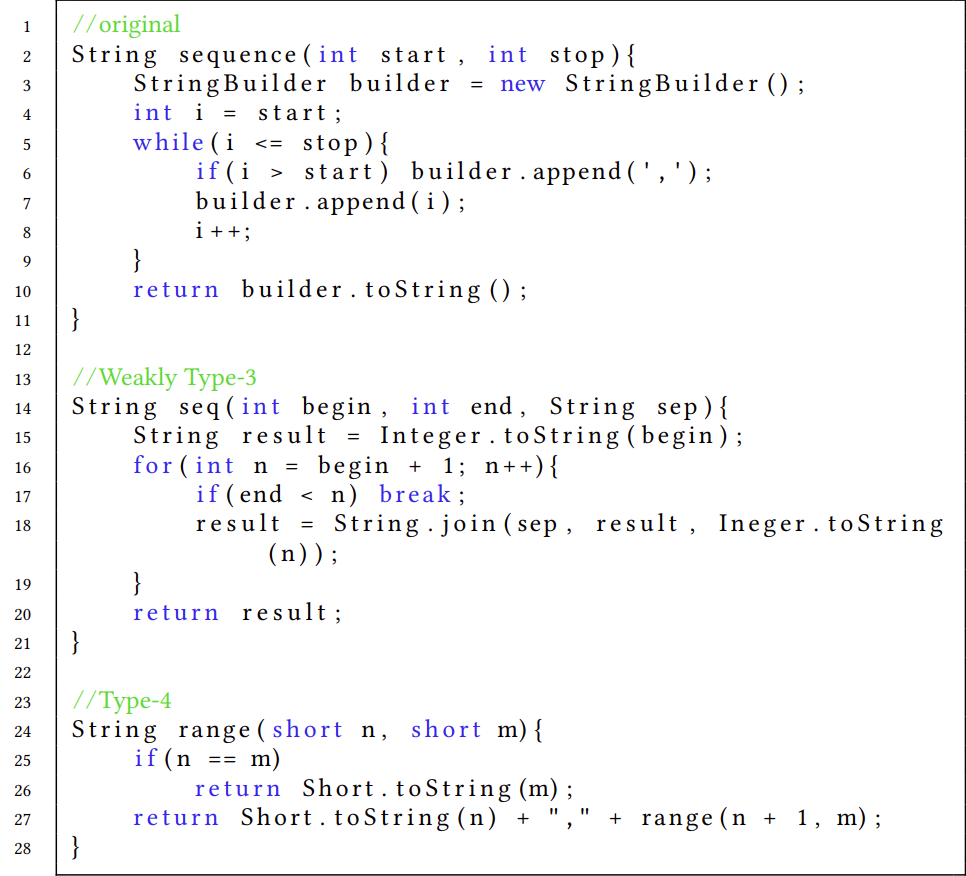 1 //original
2 String sequence(int start, int stop){
3 StringBuilder builder = new StringBuilder();
4 int i = start;
5 while(i <= stop){
6 if(i > start) builder.append(',');
7 builder.append(i);
8 i++;
9 }
10 return builder.toString();
11 }
12
13 //Weakly Type-3
14 String seq(int begin, int end, String sep){
15 String result = Integer.toString(begin);
16 for(int n = begin + 1; n++){
17 if(end < n) break;
18 result = String.join(sep, result, Ineger.toString
(n));
19 }
20 return result;
21 }
22
23 //Type-4
24 String range(short n, short m){
25 if(n == m)
26 return Short.toString(m);
27 return Short.toString(n) + "," + range(n + 1, m);
28 }